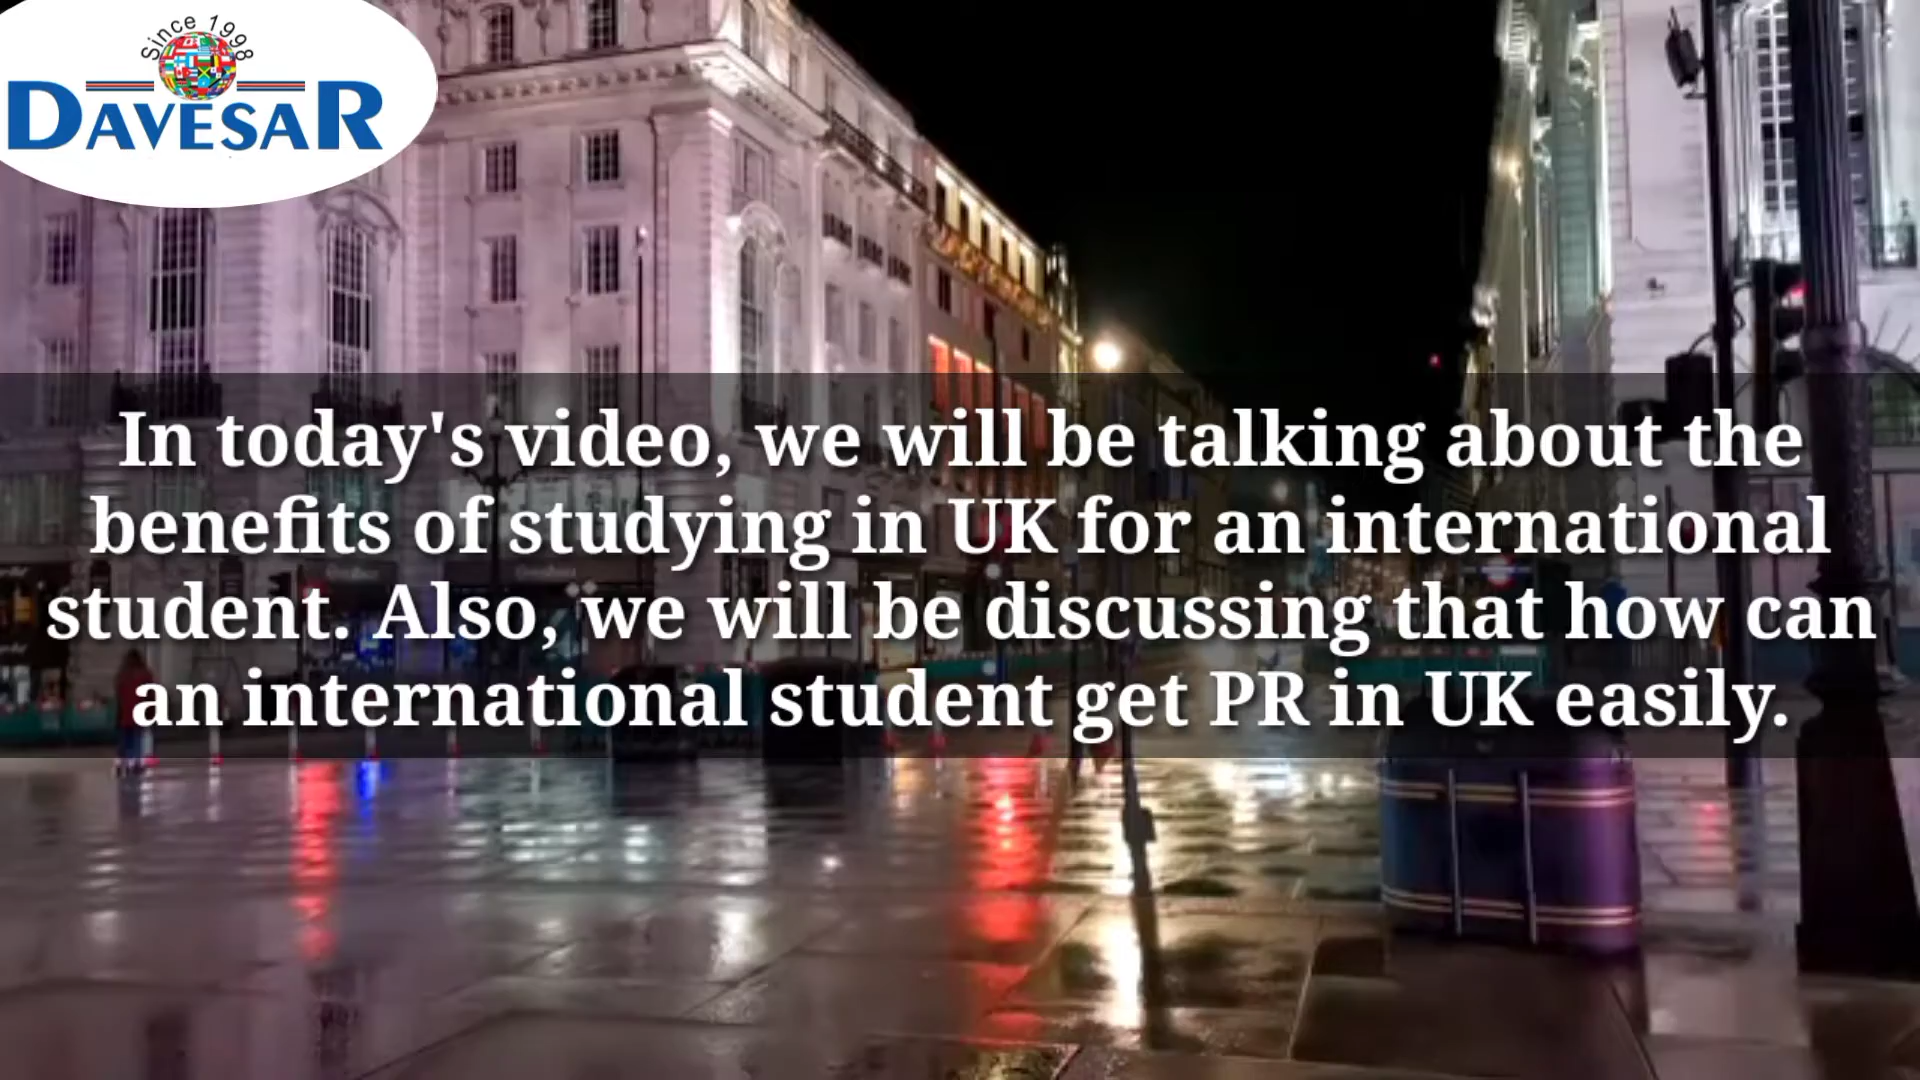 Since 1998
DAVESAR
In today's video, we will be talking about the
benefits of studying in UK for an international
student. Also, we will be discussing that how can
an international student get PR in UK easily.